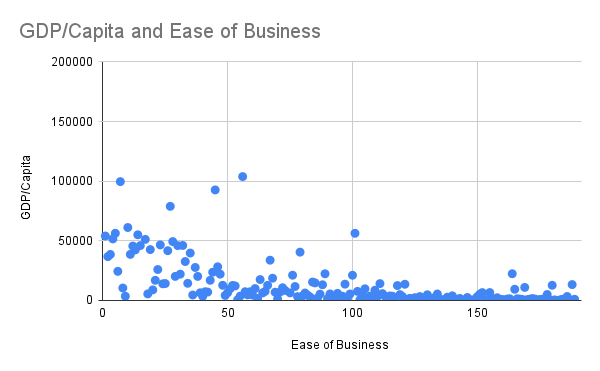 GDP/Capita and Ease of Business
200000
150000
100000
50000
0
GDP/Capita
0 50 100 150
Ease of Business